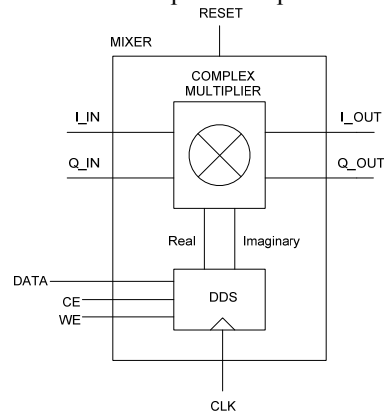 RESET
MIXER
COMPLEX
MULTIPLIER
I_IN
I_OUT
Q_IN
Q_OUT
Real
Imaginary
DATA
CE
DDS
WE
CLK